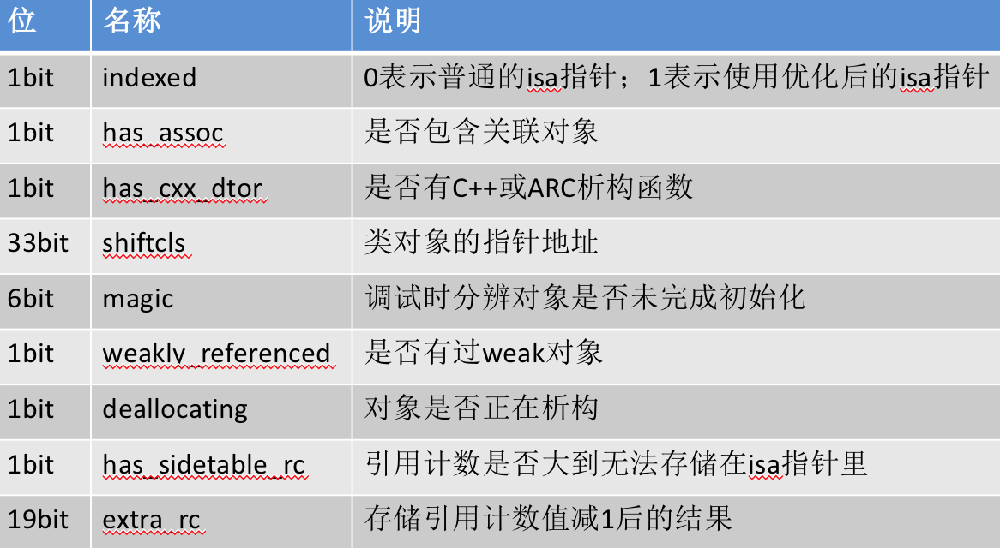 位 名称 说明
1bit indexed 0表示普通的isa指针；1表示使用优化后的isa指针
1bit has_assoc 是否包含关联对象
1bit has_cxx_dtor 是否有C++或ARC析构函数
33bit shiftcls 类对象的指针地址
6bit magic 调试时分辨对象是否未完成初始化
1bit weakly_referenced 是否有过weak对象
1bit deallocating 对象是否正在析构
1bit has_sidetable_rc 引用计数是否大到无法存储在isa指针里
19bit extra_rc 存储引用计数值减1后的结果